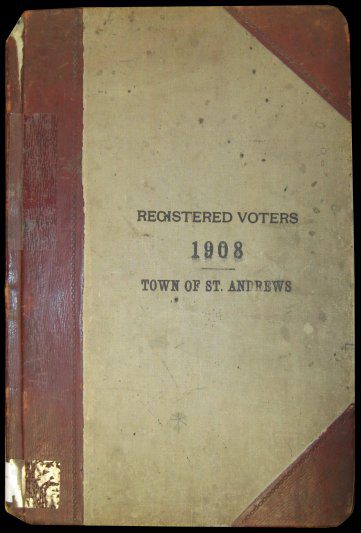 REGISTERED VOTERS
1908
TOWN OF ST. ANDREWS